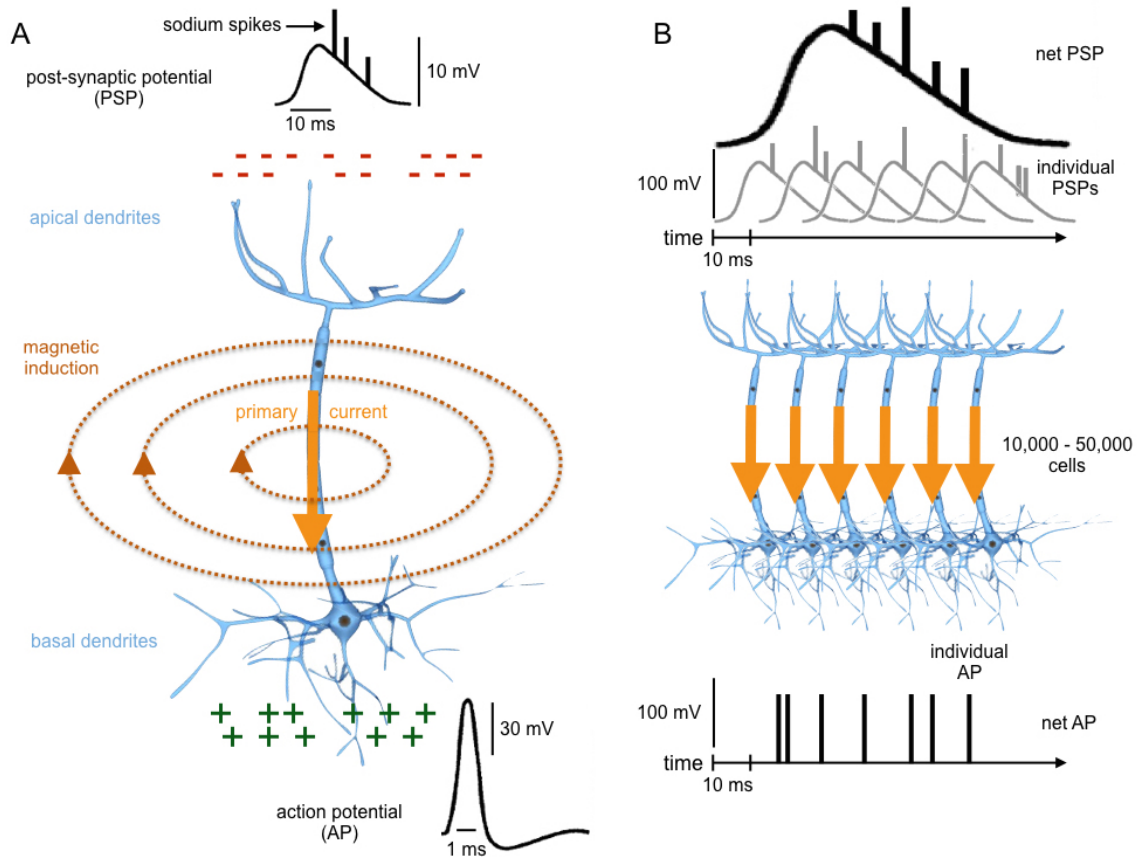 A
sodium spikes
post-synaptic potential
(PSP)
10 mV
10 ms
- - - - - - - -
- - - - - - - -
apical dendrites
magnetic
induction
primary current
basal dendrites
+ + + + + +
+ + + + +
30 mV
action potential
(AP)
1 ms
B
net PSP
individual
PSPs
100 mV
time
10 ms
10,000 - 50,000
cells
individual
AP
100 mV
net AP
time
10 ms